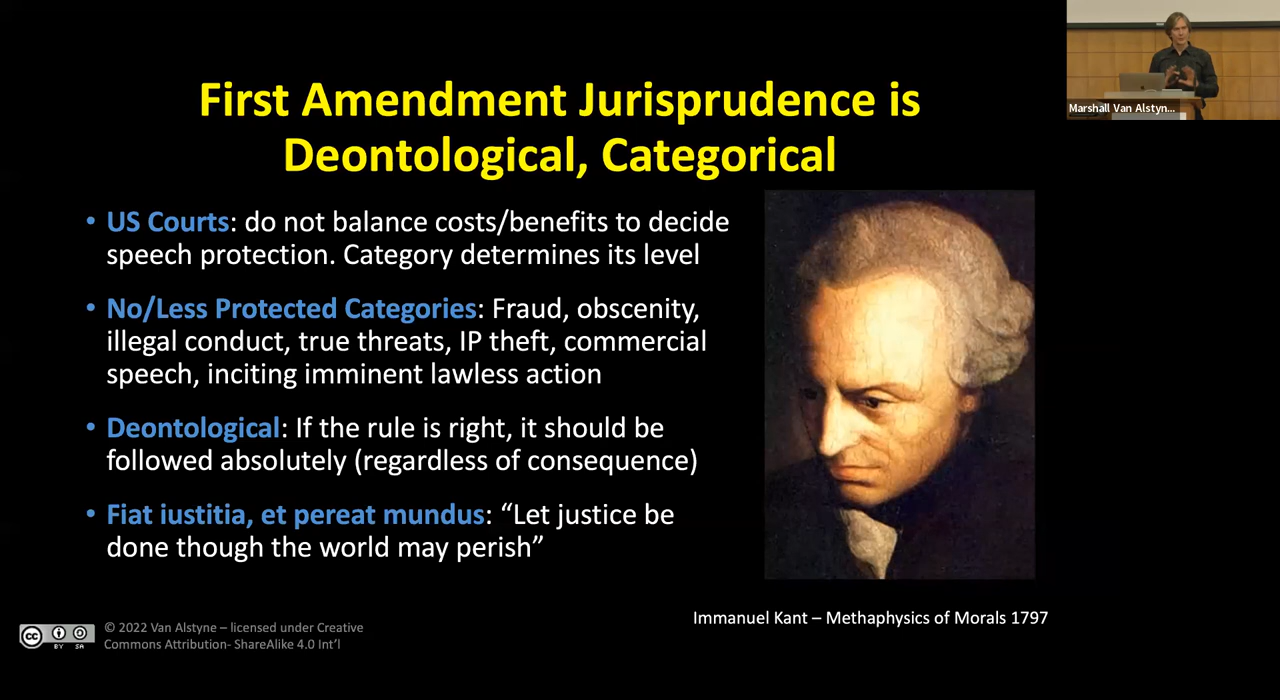 Marshall Van Alstyn...
First Amendment Jurisprudence is
Deontological, Categorical
• US Courts: do not balance costs/benefits to decide
speech protection. Category determines its level
• No/Less Protected Categories: Fraud, obscenity,
illegal conduct, true threats, IP theft, commercial
speech, inciting imminent lawless action
• Deontological: If the rule is right, it should be
followed absolutely (regardless of consequence)
• Fiat iustitia, et pereat mundus: “Let justice be
done though the world may perish”
Immanuel Kant – Methaphysics of Morals 1797
cc
BY SA
© 2022 Van Alstyne – licensed under Creative
Commons Attribution- ShareAlike 4.0 Int’l